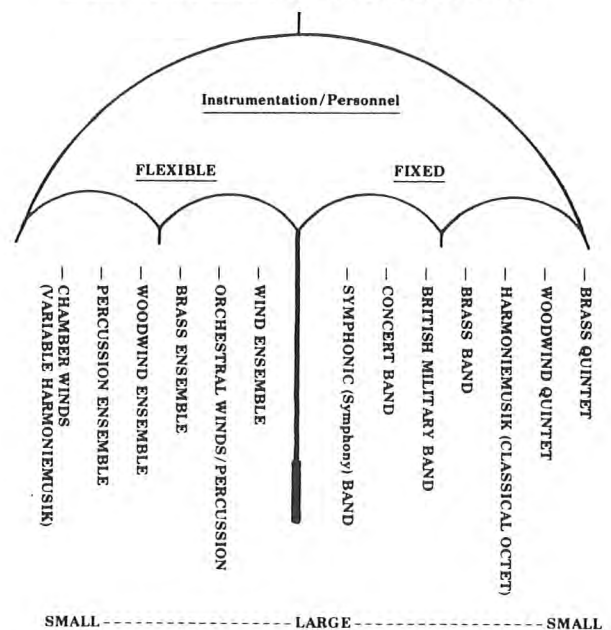 Instrumentation/Personnel
FLEXIBLE
FIXED
– CHAMBER WINDS
(VARIABLE HARMONIEMUSIK)
– PERCUSSION ENSEMBLE
– WOODWIND ENSEMBLE
– BRASS ENSEMBLE
– ORCHESTRAL WINDS/PERCUSSION
– WIND ENSEMBLE
– SYMPHONIC (Symphony) BAND
– CONCERT BAND
– BRITISH MILITARY BAND
– BRASS BAND
– HARMONIEMUSIK (CLASSICAL OCTET)
– WOODWIND QUINTET
– BRASS QUINTET
SMALL - - - - - - - - - - - - - - - - - LARGE - - - - - - - - - - - - - - - - - SMALL